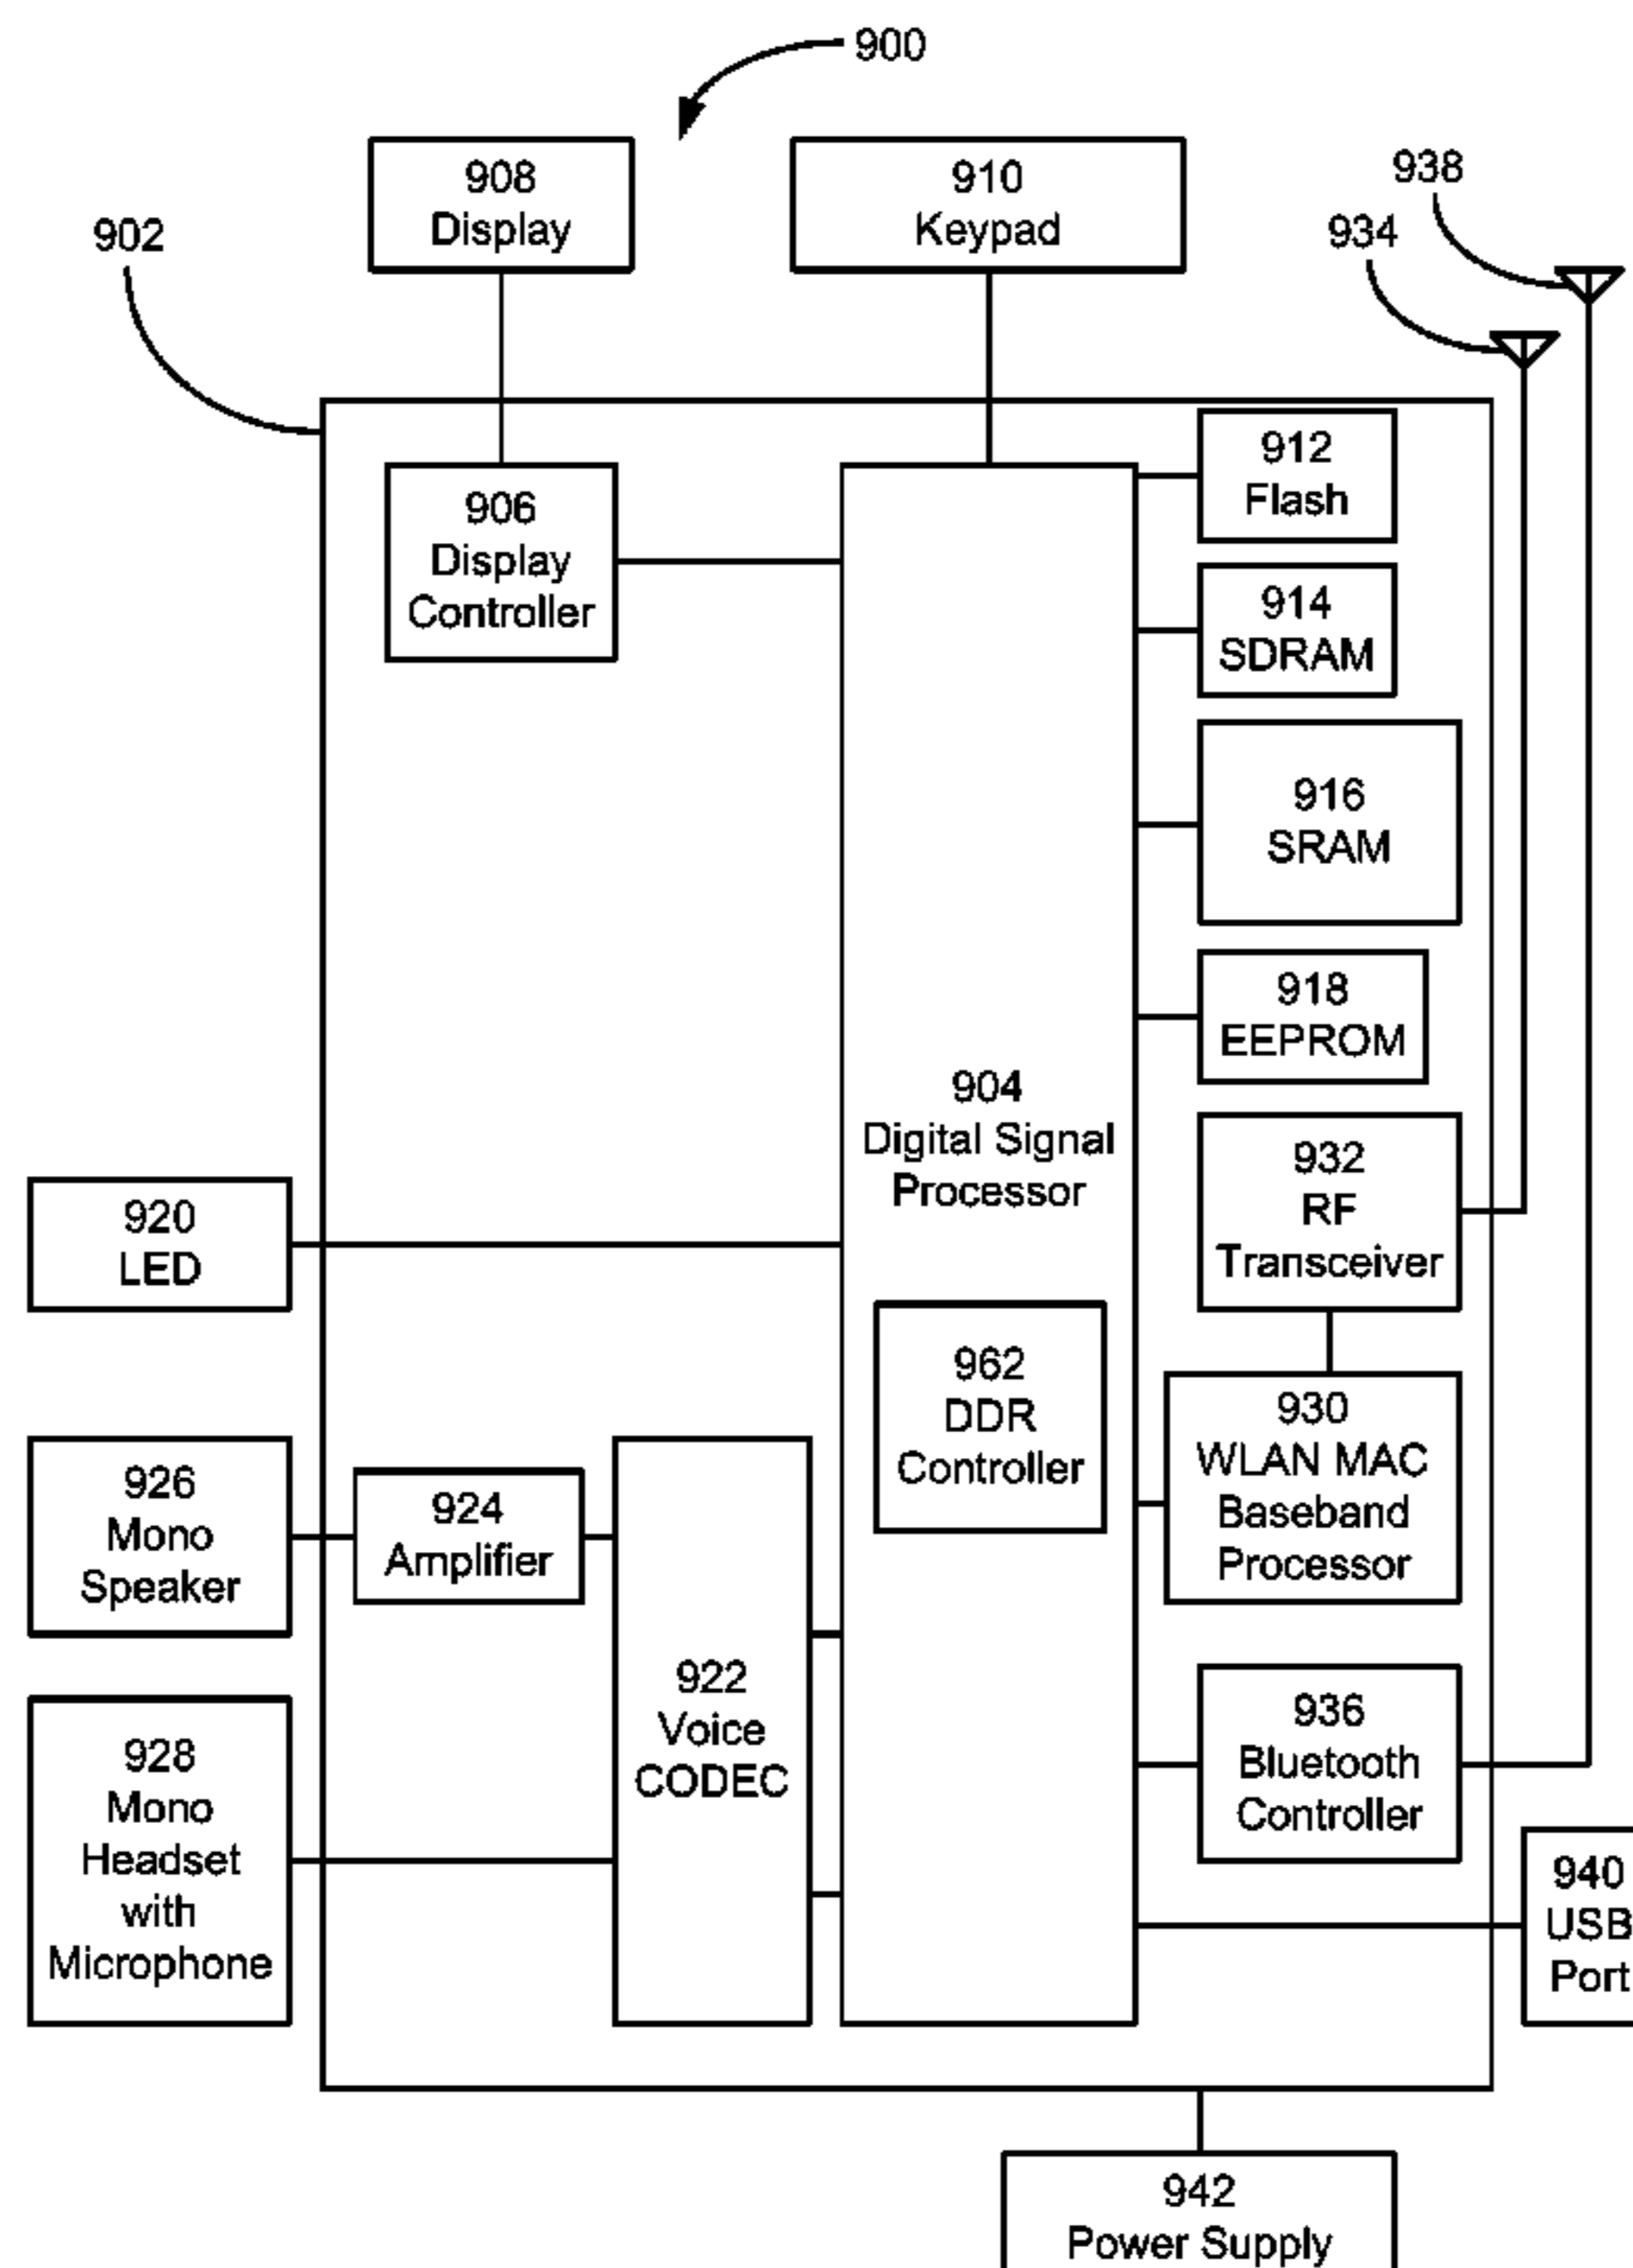 900
908
Display
910
Keypad
938
934
902
912
Flash
906
Display
Controller
914
SDRAM
916
SRAM
918
EEPROM
904
Digital Signal
Processor
932
RF
Transceiver
920
LED
962
DDR
Controller
930
WLAN MAC
Baseband
Processor
926
Mono
Speaker
924
Amplifier
922
Voice
CODEC
936
Bluetooth
Controller
928
Mono
Headset
with
Microphone
940
USB
Port
942
Power Supply